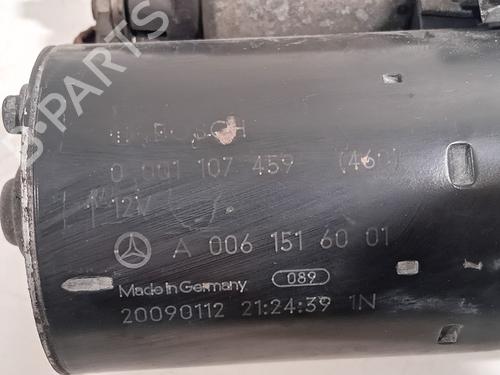 BOSCH
0 001 107 459 (460)
12V
A 006 151 60 01
Made in Germany 089
20090112 21:24:39 1N
B-PARTS